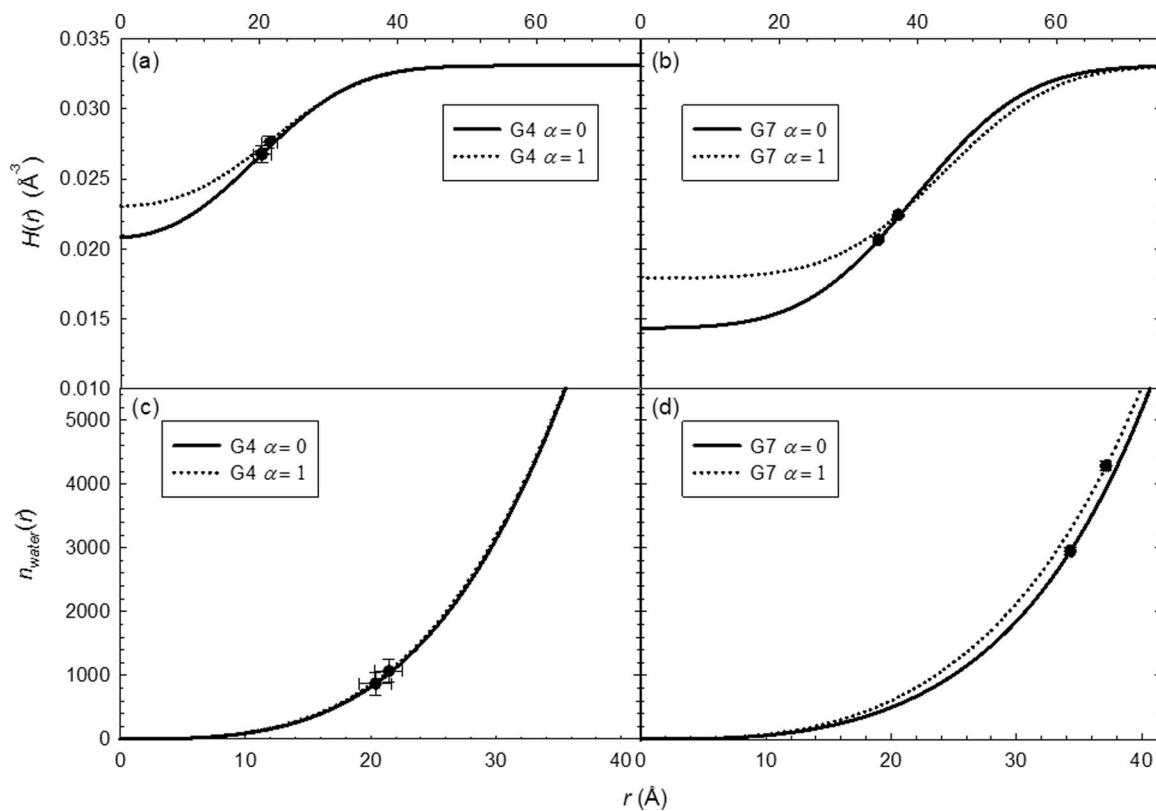 0 20 40 60 0 20 40 60
0.035
0.030
0.025
0.020
0.015
0.010
H(r) (Å⁻³)
(a)
G4 α = 0
G4 α = 1
(b)
G7 α = 0
G7 α = 1
5000
4000
3000
2000
1000
0
n_water(r)
(c)
G4 α = 0
G4 α = 1
(d)
G7 α = 0
G7 α = 1
0 10 20 30 40 0 10 20 30 40
r (Å)